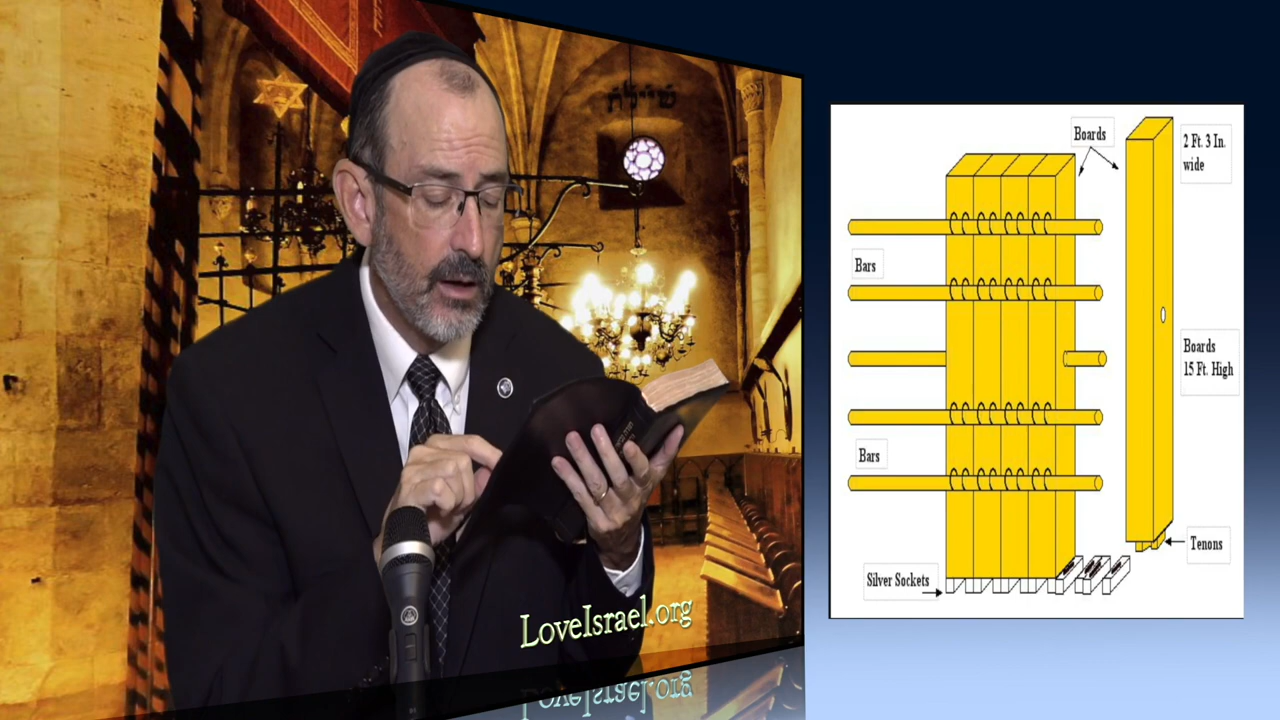 LoveIsrael.org
Boards
2 Ft. 3 In.
wide
Bars
Boards
15 Ft. High
Bars
Tenons
Silver Sockets